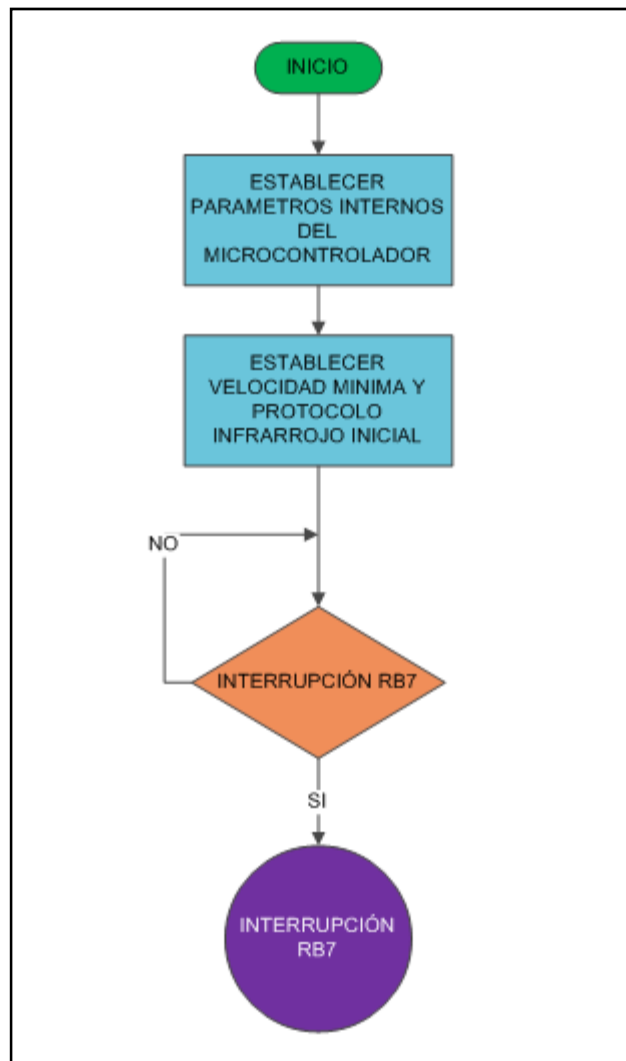 INICIO
ESTABLECER
PARAMETROS INTERNOS
DEL
MICROCONTROLADOR
ESTABLECER
VELOCIDAD MINIMA Y
PROTOCOLO
INFRARROJO INICIAL
NO
INTERRUPCIÓN RB7
SI
INTERRUPCIÓN
RB7